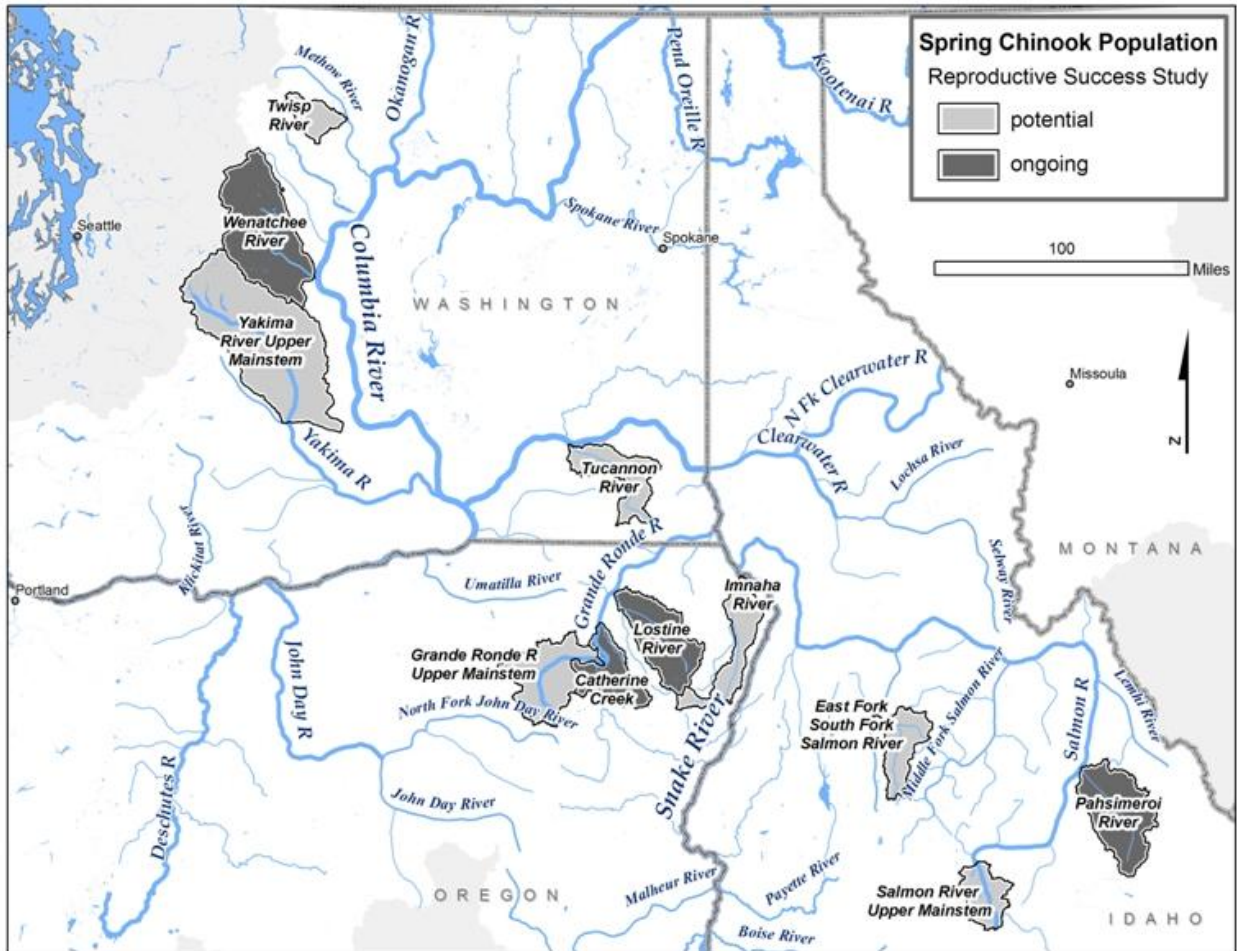 Spring Chinook Population
Reproductive Success Study
potential
ongoing
100
Miles
N
Okanogan R
Methow River
Twisp
River
Pend Oreille R
Kootenai R
Wenatchee
River
Seattle
Columbia River
Spokane River
Spokane
WASHINGTON
Yakima
River Upper
Mainstem
Missoula
N Fk Clearwater R
Clearwater R
Lochsa River
Yakima R
Tucannon
River
Klickitat River
Grande Ronde R
Selway River
MONTANA
Portland
Umatilla River
Imnaha
River
Lostine
River
Grande Ronde R
Upper Mainstem
Catherine
Creek
John Day R
North Fork John Day River
Snake River
East Fork
South Fork
Salmon River
Middle Fork Salmon River
Salmon R
Lemhi River
Deschutes R
John Day River
Pahsimeroi
River
Malheur River
Payette River
Salmon River
Upper Mainstem
OREGON
IDAHO
Boise River